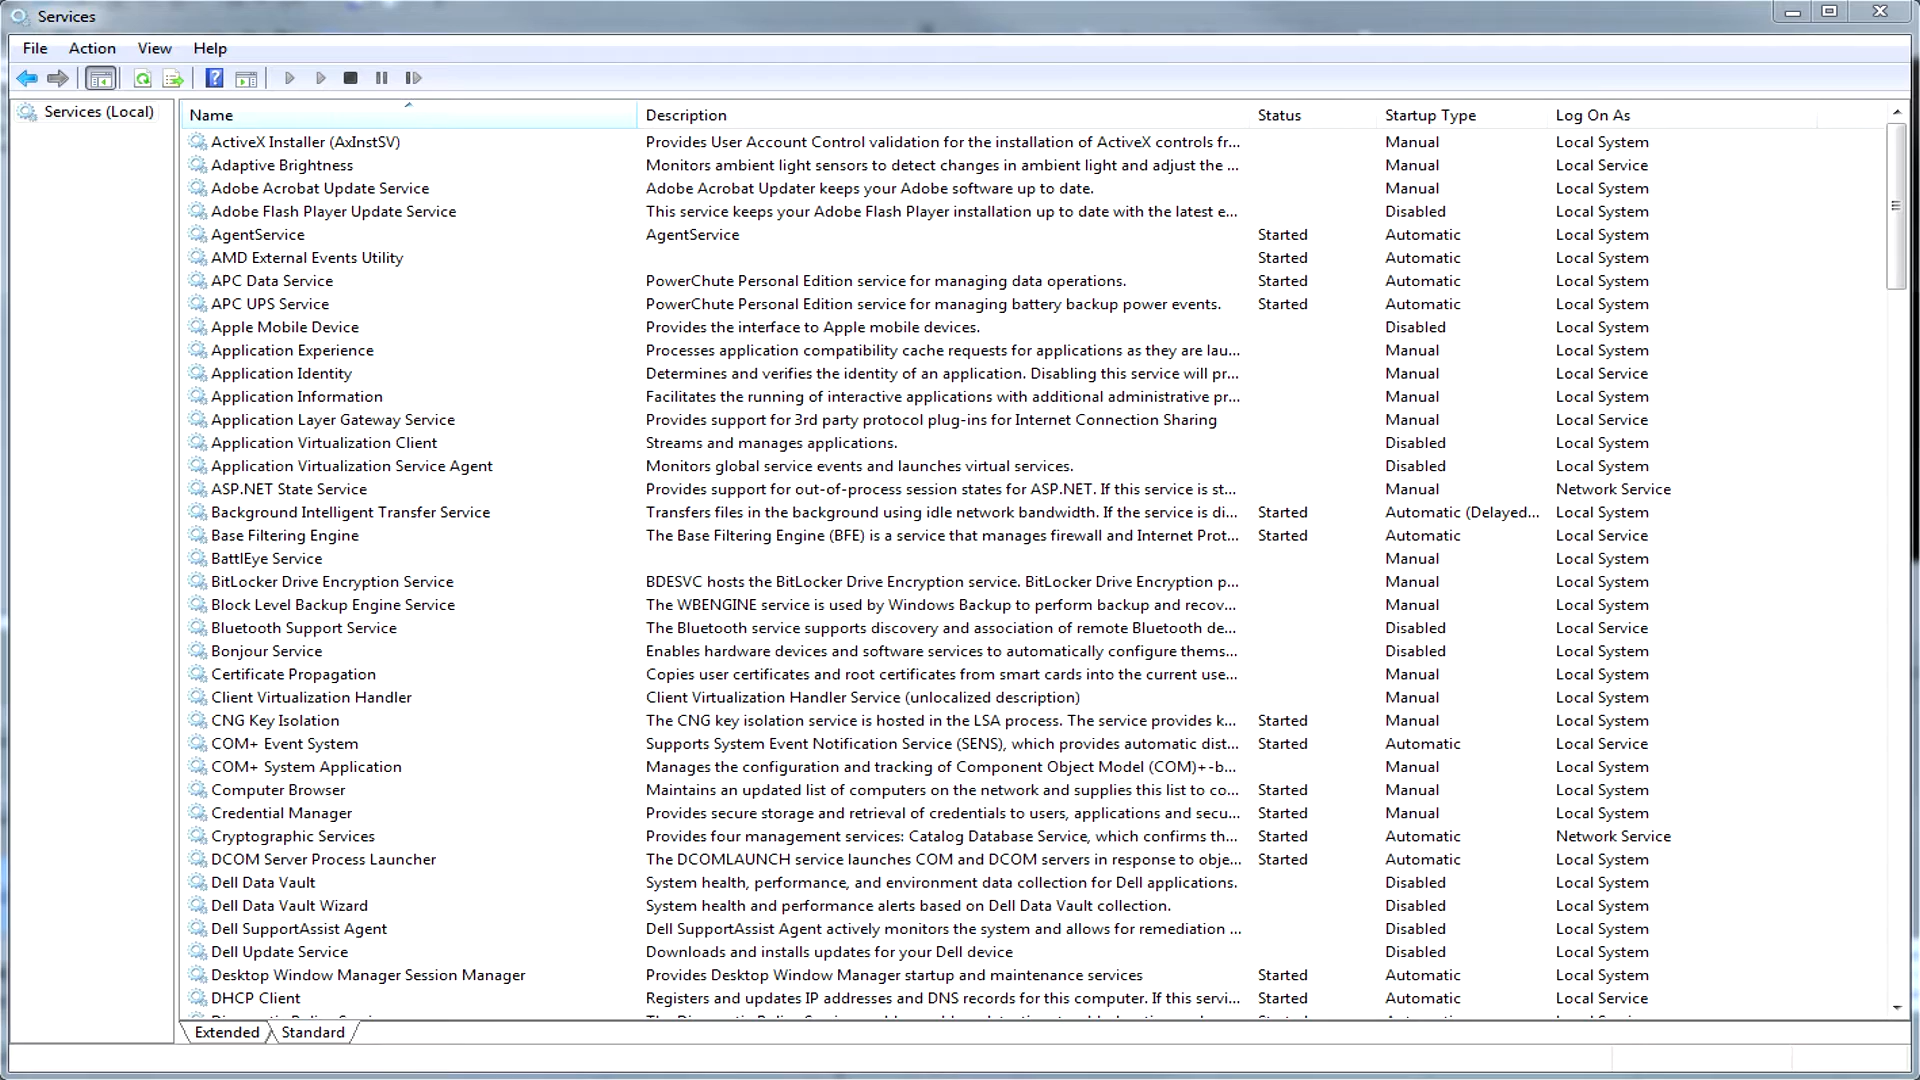 Services
File Action View Help
Services (Local)
Name Description Status Startup Type Log On As
ActiveX Installer (AxInstSV) Provides User Account Control validation for the installation of ActiveX controls fr... Manual Local System
Adaptive Brightness Monitors ambient light sensors to detect changes in ambient light and adjust the ... Manual Local Service
Adobe Acrobat Update Service Adobe Acrobat Updater keeps your Adobe software up to date. Manual Local System
Adobe Flash Player Update Service This service keeps your Adobe Flash Player installation up to date with the latest e... Disabled Local System
AgentService AgentService Started Automatic Local System
AMD External Events Utility Started Automatic Local System
APC Data Service PowerChute Personal Edition service for managing data operations. Started Automatic Local System
APC UPS Service PowerChute Personal Edition service for managing battery backup power events. Started Automatic Local System
Apple Mobile Device Provides the interface to Apple mobile devices. Disabled Local System
Application Experience Processes application compatibility cache requests for applications as they are lau... Manual Local System
Application Identity Determines and verifies the identity of an application. Disabling this service will pr... Manual Local Service
Application Information Facilitates the running of interactive applications with additional administrative pr... Manual Local System
Application Layer Gateway Service Provides support for 3rd party protocol plug-ins for Internet Connection Sharing Manual Local Service
Application Virtualization Client Streams and manages applications. Disabled Local System
Application Virtualization Service Agent Monitors global service events and launches virtual services. Disabled Local System
ASP.NET State Service Provides support for out-of-process session states for ASP.NET. If this service is st... Manual Network Service
Background Intelligent Transfer Service Transfers files in the background using idle network bandwidth. If the service is di... Started Automatic (Delayed... Local System
Base Filtering Engine The Base Filtering Engine (BFE) is a service that manages firewall and Internet Prot... Started Automatic Local Service
BattlEye Service Manual Local System
BitLocker Drive Encryption Service BDESVC hosts the BitLocker Drive Encryption service. BitLocker Drive Encryption p... Manual Local System
Block Level Backup Engine Service The WBENGINE service is used by Windows Backup to perform backup and recov... Manual Local System
Bluetooth Support Service The Bluetooth service supports discovery and association of remote Bluetooth de... Disabled Local Service
Bonjour Service Enables hardware devices and software services to automatically configure thems... Disabled Local System
Certificate Propagation Copies user certificates and root certificates from smart cards into the current use... Manual Local System
Client Virtualization Handler Client Virtualization Handler Service (unlocalized description) Manual Local System
CNG Key Isolation The CNG key isolation service is hosted in the LSA process. The service provides k... Started Manual Local System
COM+ Event System Supports System Event Notification Service (SENS), which provides automatic dist... Started Automatic Local Service
COM+ System Application Manages the configuration and tracking of Component Object Model (COM)+-b... Manual Local System
Computer Browser Maintains an updated list of computers on the network and supplies this list to co... Started Manual Local System
Credential Manager Provides secure storage and retrieval of credentials to users, applications and secu... Started Manual Local System
Cryptographic Services Provides four management services: Catalog Database Service, which confirms th... Started Automatic Network Service
DCOM Server Process Launcher The DCOMLAUNCH service launches COM and DCOM servers in response to obje... Started Automatic Local System
Dell Data Vault System health, performance, and environment data collection for Dell applications. Disabled Local System
Dell Data Vault Wizard System health and performance alerts based on Dell Data Vault collection. Disabled Local System
Dell SupportAssist Agent Dell SupportAssist Agent actively monitors the system and allows for remediation ... Disabled Local System
Dell Update Service Downloads and installs updates for your Dell device Disabled Local System
Desktop Window Manager Session Manager Provides Desktop Window Manager startup and maintenance services Started Automatic Local System
DHCP Client Registers and updates IP addresses and DNS records for this computer. If this servi... Started Automatic Local Service
Extended Standard